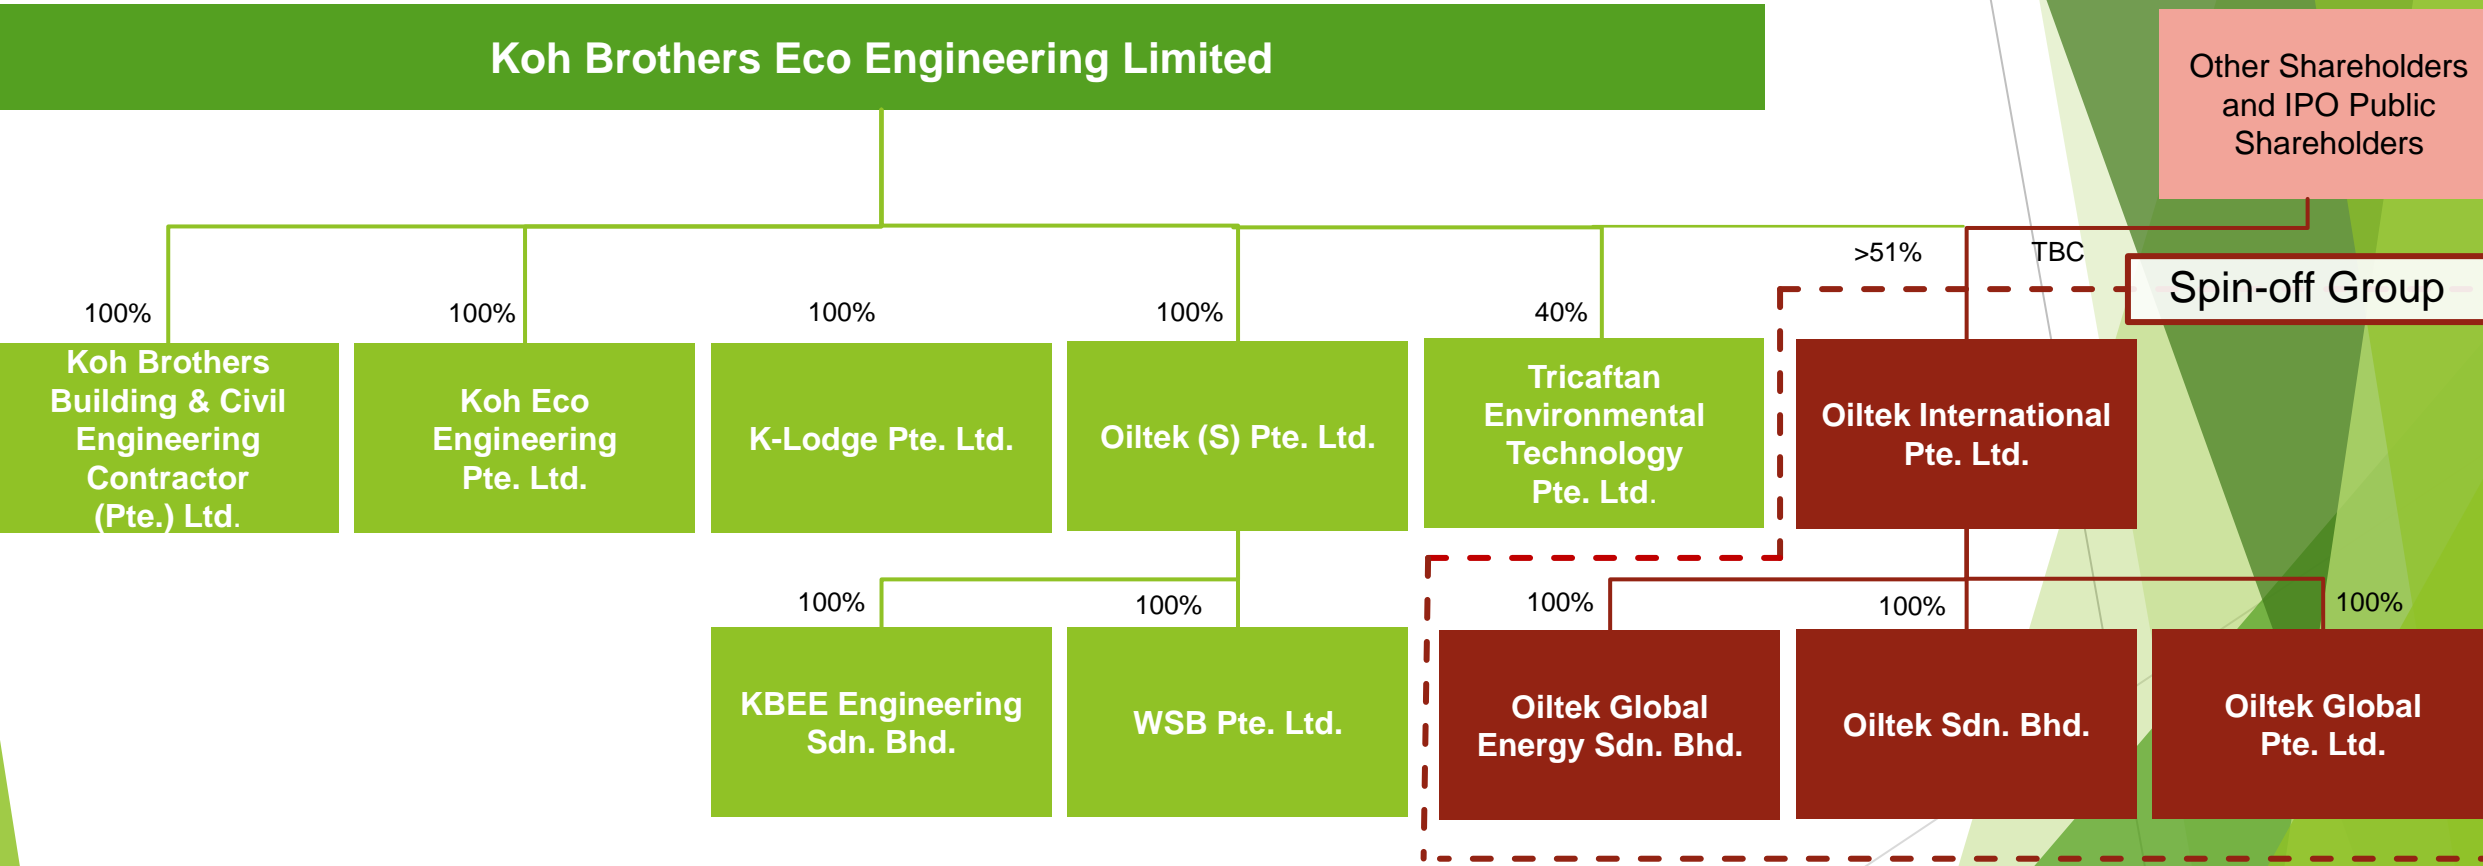 Koh Brothers Eco Engineering Limited
Other Shareholders
and IPO Public
Shareholders
>51%
TBC
Spin-off Group
100%
100%
100%
100%
40%
Koh Brothers
Building & Civil
Engineering
Contractor
(Pte.) Ltd.
Koh Eco
Engineering
Pte. Ltd.
K-Lodge Pte. Ltd.
Oiltek (S) Pte. Ltd.
Tricaftan
Environmental
Technology
Pte. Ltd.
Oiltek International
Pte. Ltd.
100%
100%
100%
100%
100%
KBEE Engineering
Sdn. Bhd.
WSB Pte. Ltd.
Oiltek Global
Energy Sdn. Bhd.
Oiltek Sdn. Bhd.
Oiltek Global
Pte. Ltd.